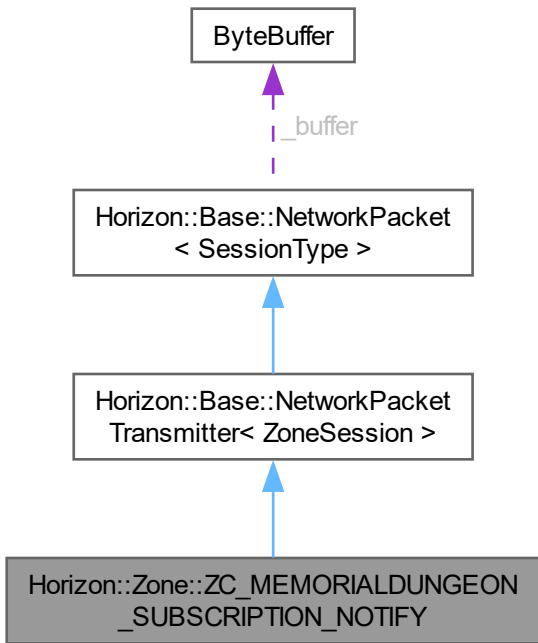 ByteBuffer
_buffer
Horizon::Base::NetworkPacket
< SessionType >
Horizon::Base::NetworkPacket
Transmitter< ZoneSession >
Horizon::Zone::ZC_MEMORIALDUNGEON
_SUBSCRIPTION_NOTIFY